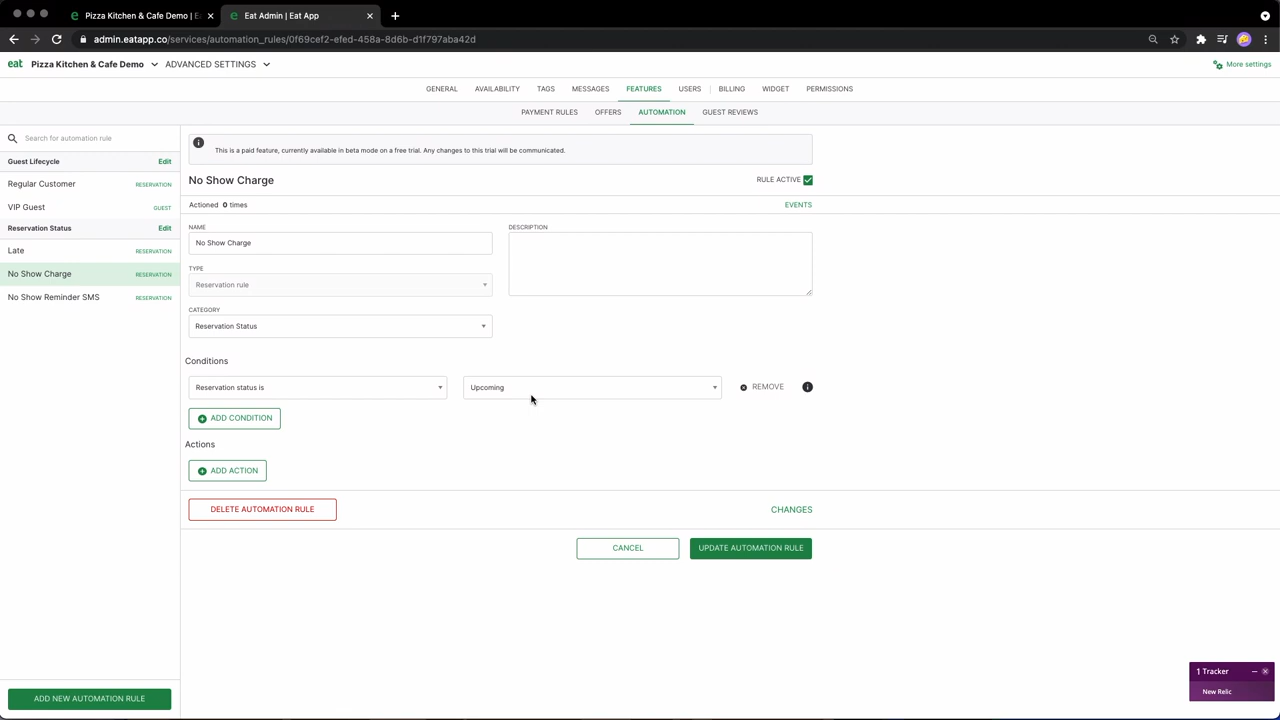 Pizza Kitchen & Cafe Demo | E
Eat Admin | Eat App
admin.eatapp.co/services/automation_rules/0f69cef2-efed-458a-8d6b-d1f797aba42d
eat Pizza Kitchen & Cafe Demo ADVANCED SETTINGS More settings
GENERAL AVAILABILITY TAGS MESSAGES FEATURES USERS BILLING WIDGET PERMISSIONS
PAYMENT RULES OFFERS AUTOMATION GUEST REVIEWS
Search for automation rule
Guest Lifecycle Edit
Regular Customer RESERVATION
VIP Guest GUEST
Reservation Status Edit
Late RESERVATION
No Show Charge RESERVATION
No Show Reminder SMS RESERVATION
ADD NEW AUTOMATION RULE
This is a paid feature, currently available in beta mode on a free trial. Any changes to this trial will be communicated.
No Show Charge RULE ACTIVE
Actioned 0 times EVENTS
NAME
No Show Charge
DESCRIPTION
TYPE
Reservation rule
CATEGORY
Reservation Status
Conditions
Reservation status is Upcoming REMOVE
ADD CONDITION
Actions
ADD ACTION
DELETE AUTOMATION RULE CHANGES
CANCEL UPDATE AUTOMATION RULE
1 Tracker
New Relic